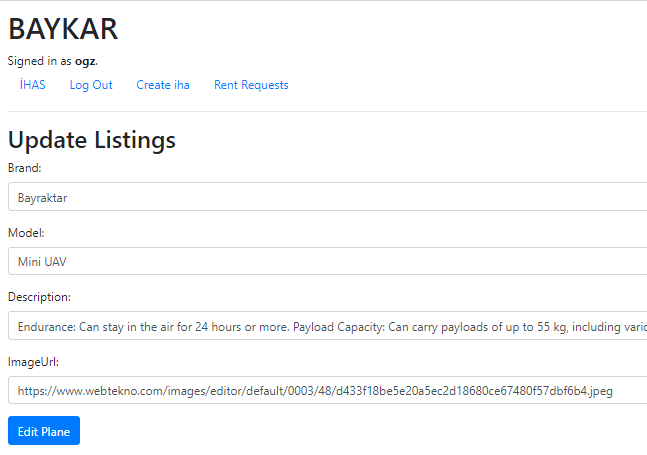 BAYKAR
Signed in as ogz.
İHAS Log Out Create iha Rent Requests
Update Listings
Brand:
Bayraktar
Model:
Mini UAV
Description:
Endurance: Can stay in the air for 24 hours or more. Payload Capacity: Can carry payloads of up to 55 kg, including
ImageUrl:
https://www.webtekno.com/images/editor/default/0003/48/d433f18be5e20a5ec2d18680ce67480f57dbf6b4.jpeg
Edit Plane